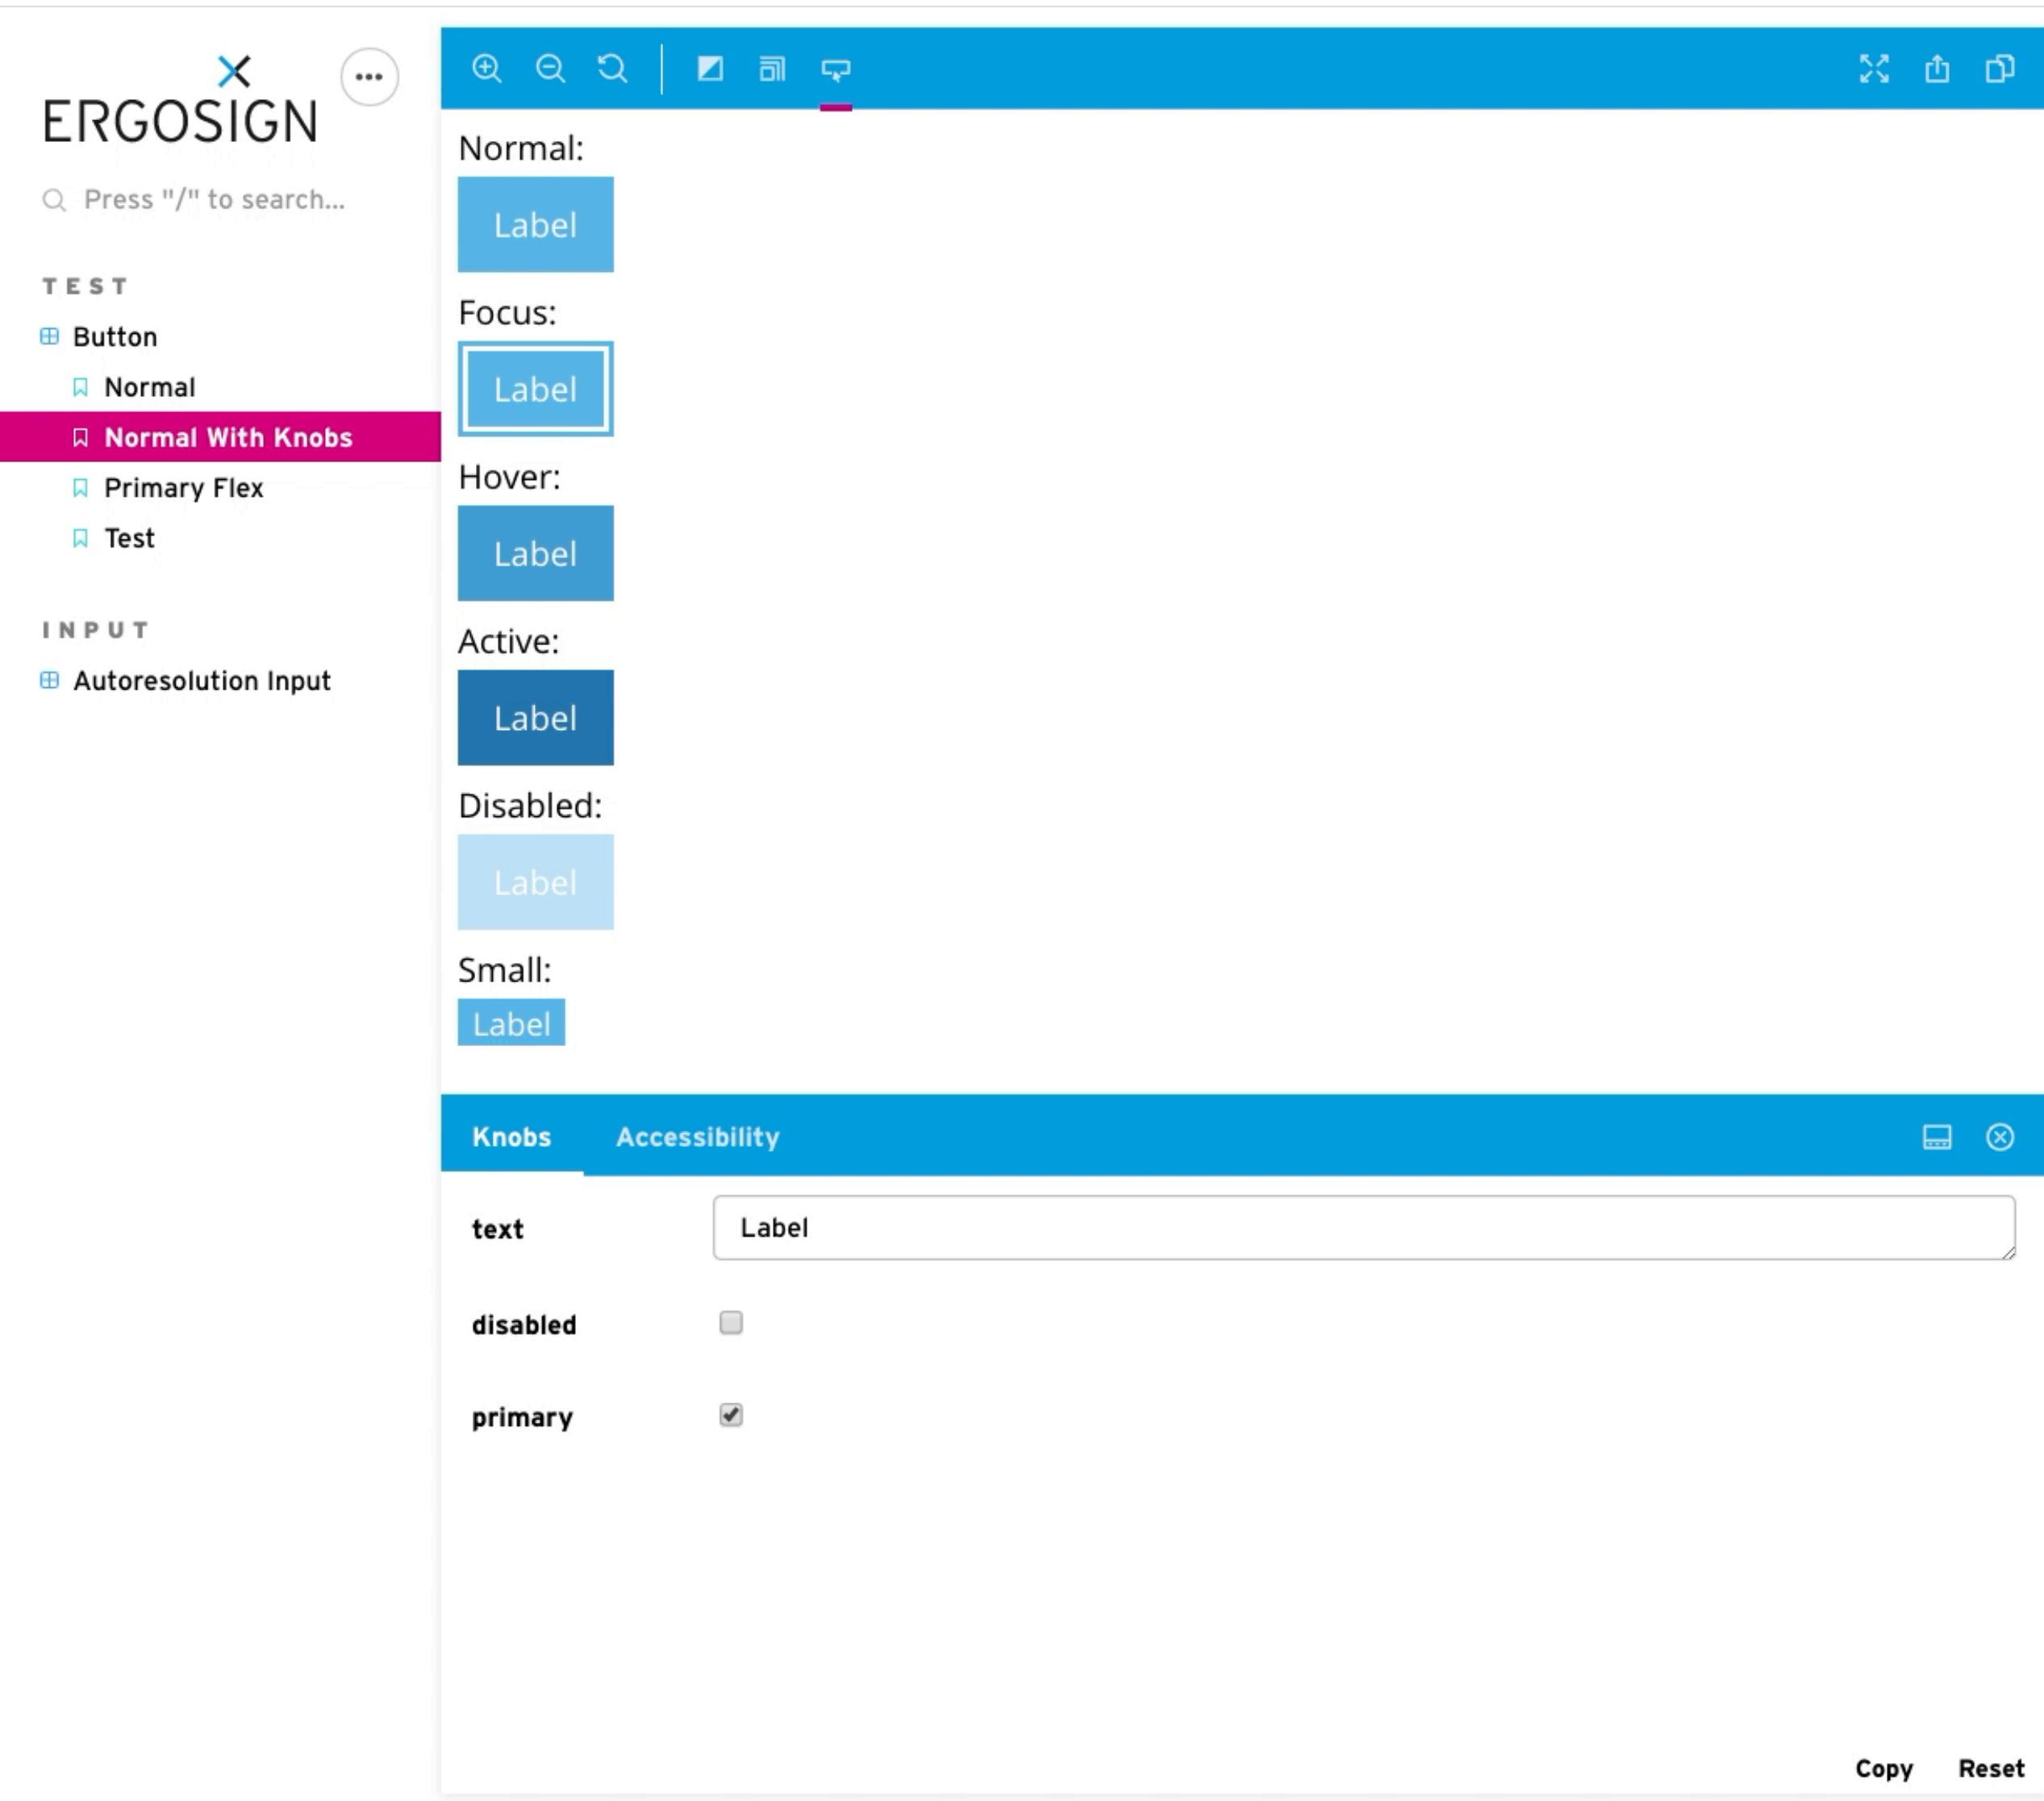 ERGOSIGN
Press "/" to search...
TEST
Button
Normal
Normal With Knobs
Primary Flex
Test
INPUT
Autoresolution Input
Normal:
Label
Focus:
Label
Hover:
Label
Active:
Label
Disabled:
Label
Small:
Label
Knobs Accessibility
text Label
disabled
primary
Copy Reset